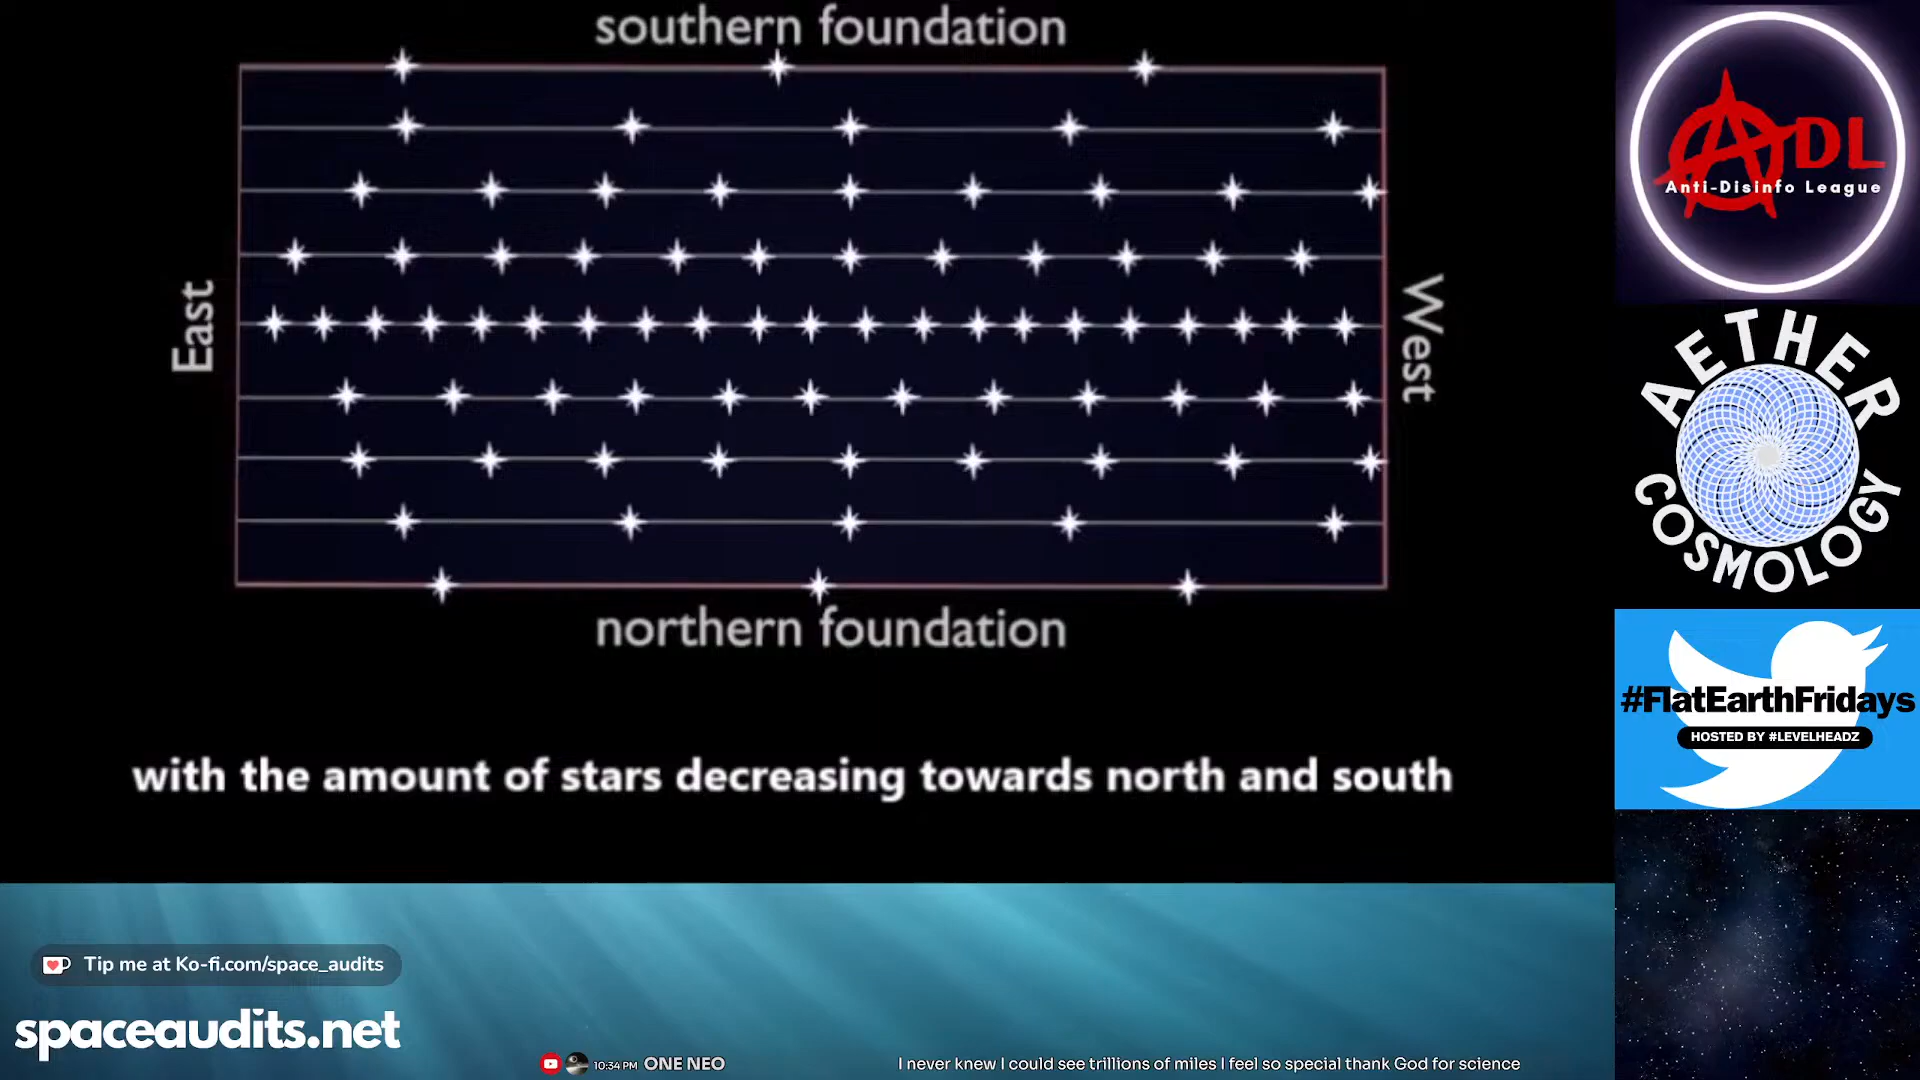 southern foundation
East
West
northern foundation
with the amount of stars decreasing towards north and south
ADL
Anti-Disinfo League
AETHER
COSMOLOGY
#FlatEarthFridays
HOSTED BY #LEVELHEADZ
Tip me at Ko-fi.com/space_audits
spaceaudits.net
10:34 PM ONE NEO I never knew I could see trillions of miles I feel so special thank God for science